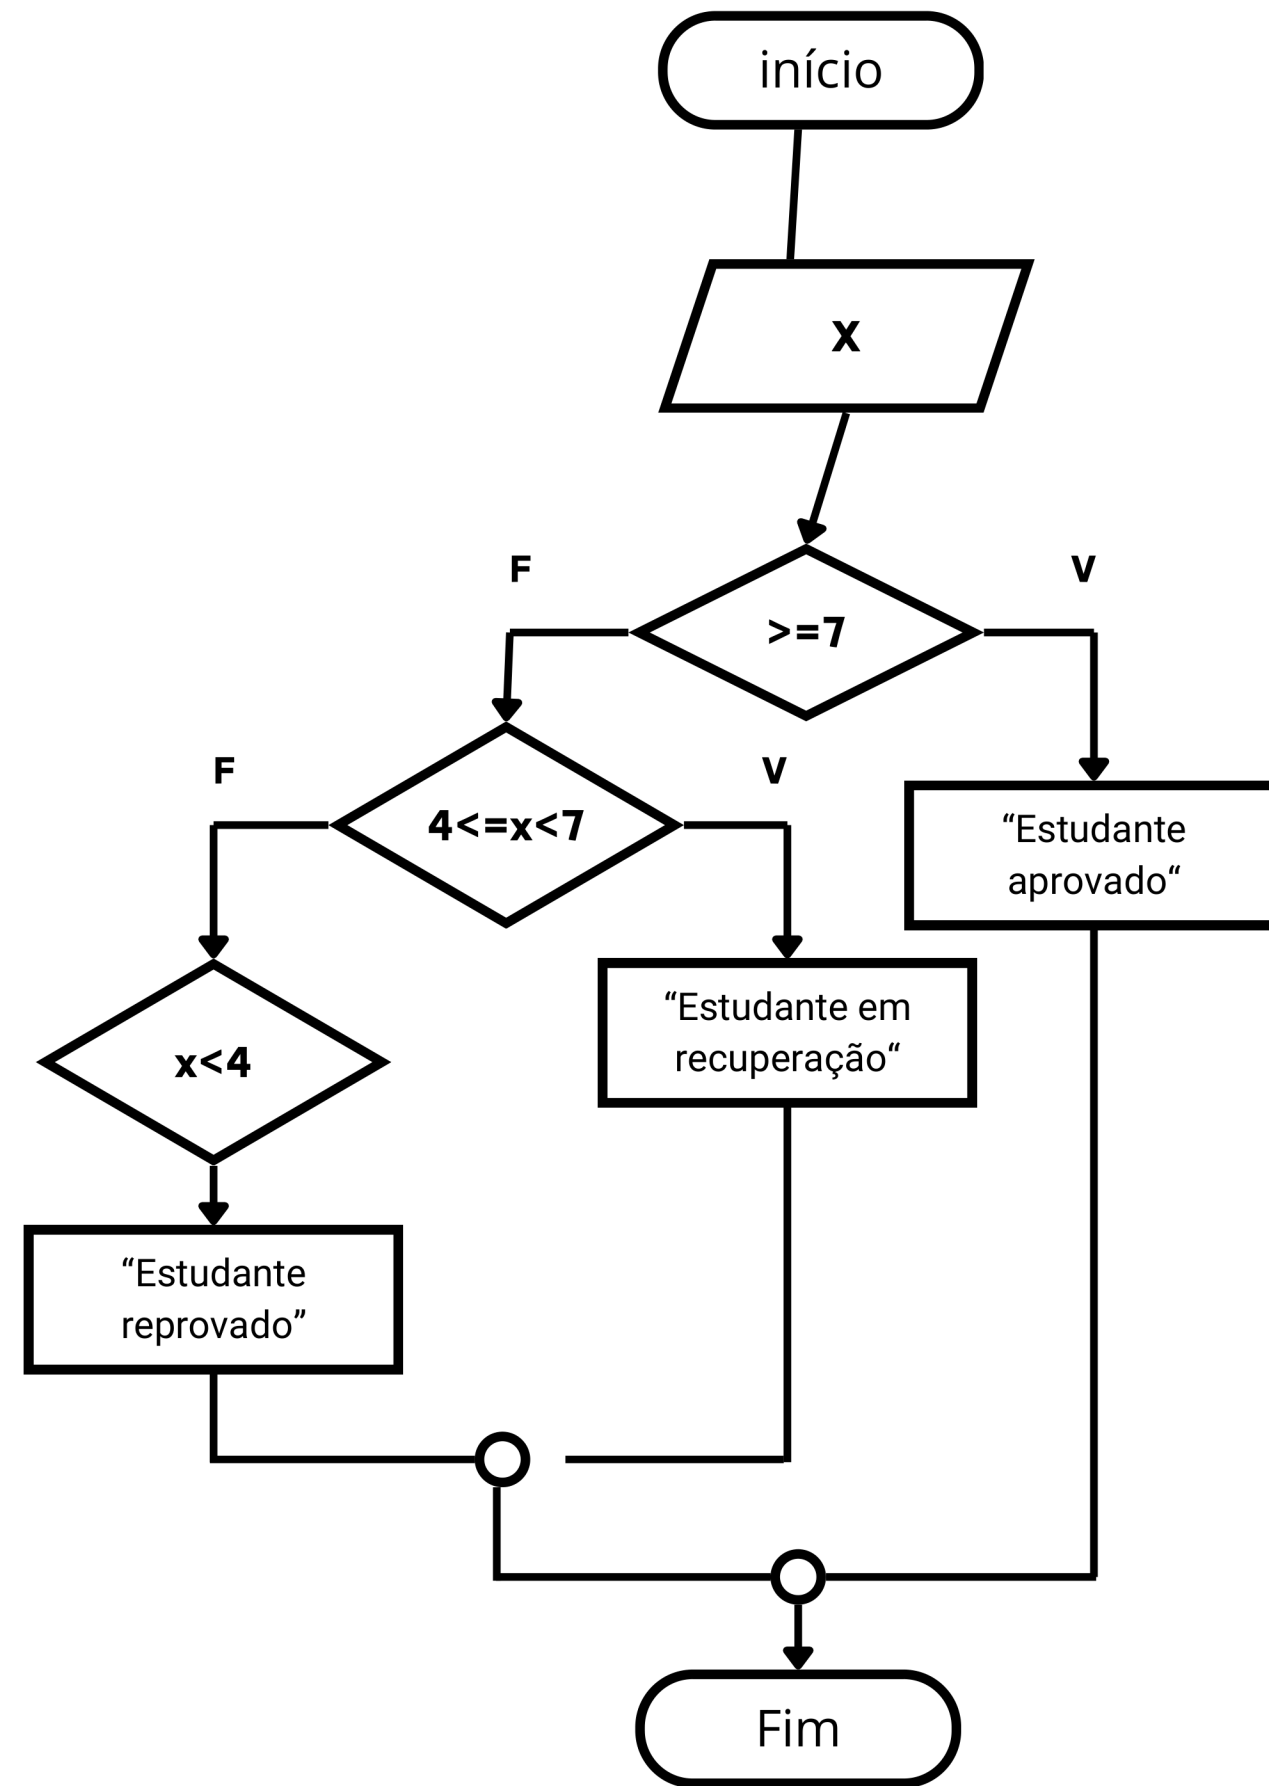 início
x
F
V
>=7
F
V
4<=x<7
“Estudante
aprovado“
“Estudante em
recuperação“
x<4
“Estudante
reprovado”
Fim